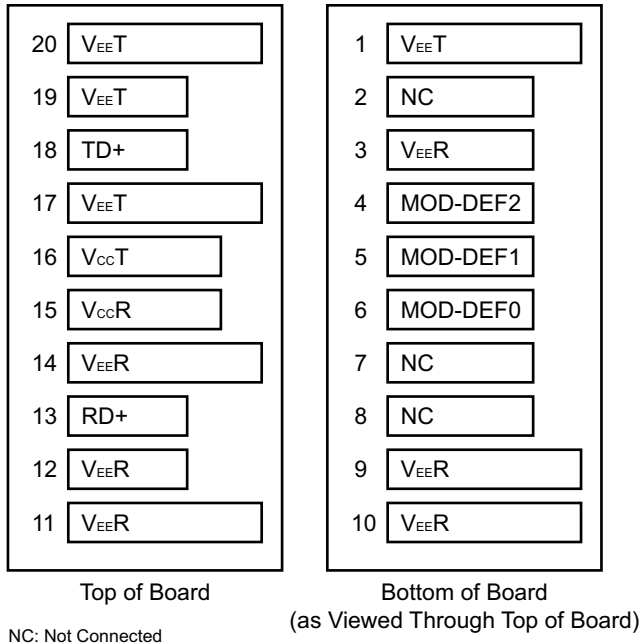 20 VEET
19 VEET
18 TD+
17 VEET
16 VCCT
15 VCCR
14 VEER
13 RD+
12 VEER
11 VEER
Top of Board
1 VEET
2 NC
3 VEER
4 MOD-DEF2
5 MOD-DEF1
6 MOD-DEF0
7 NC
8 NC
9 VEER
10 VEER
Bottom of Board
(as Viewed Through Top of Board)
NC: Not Connected